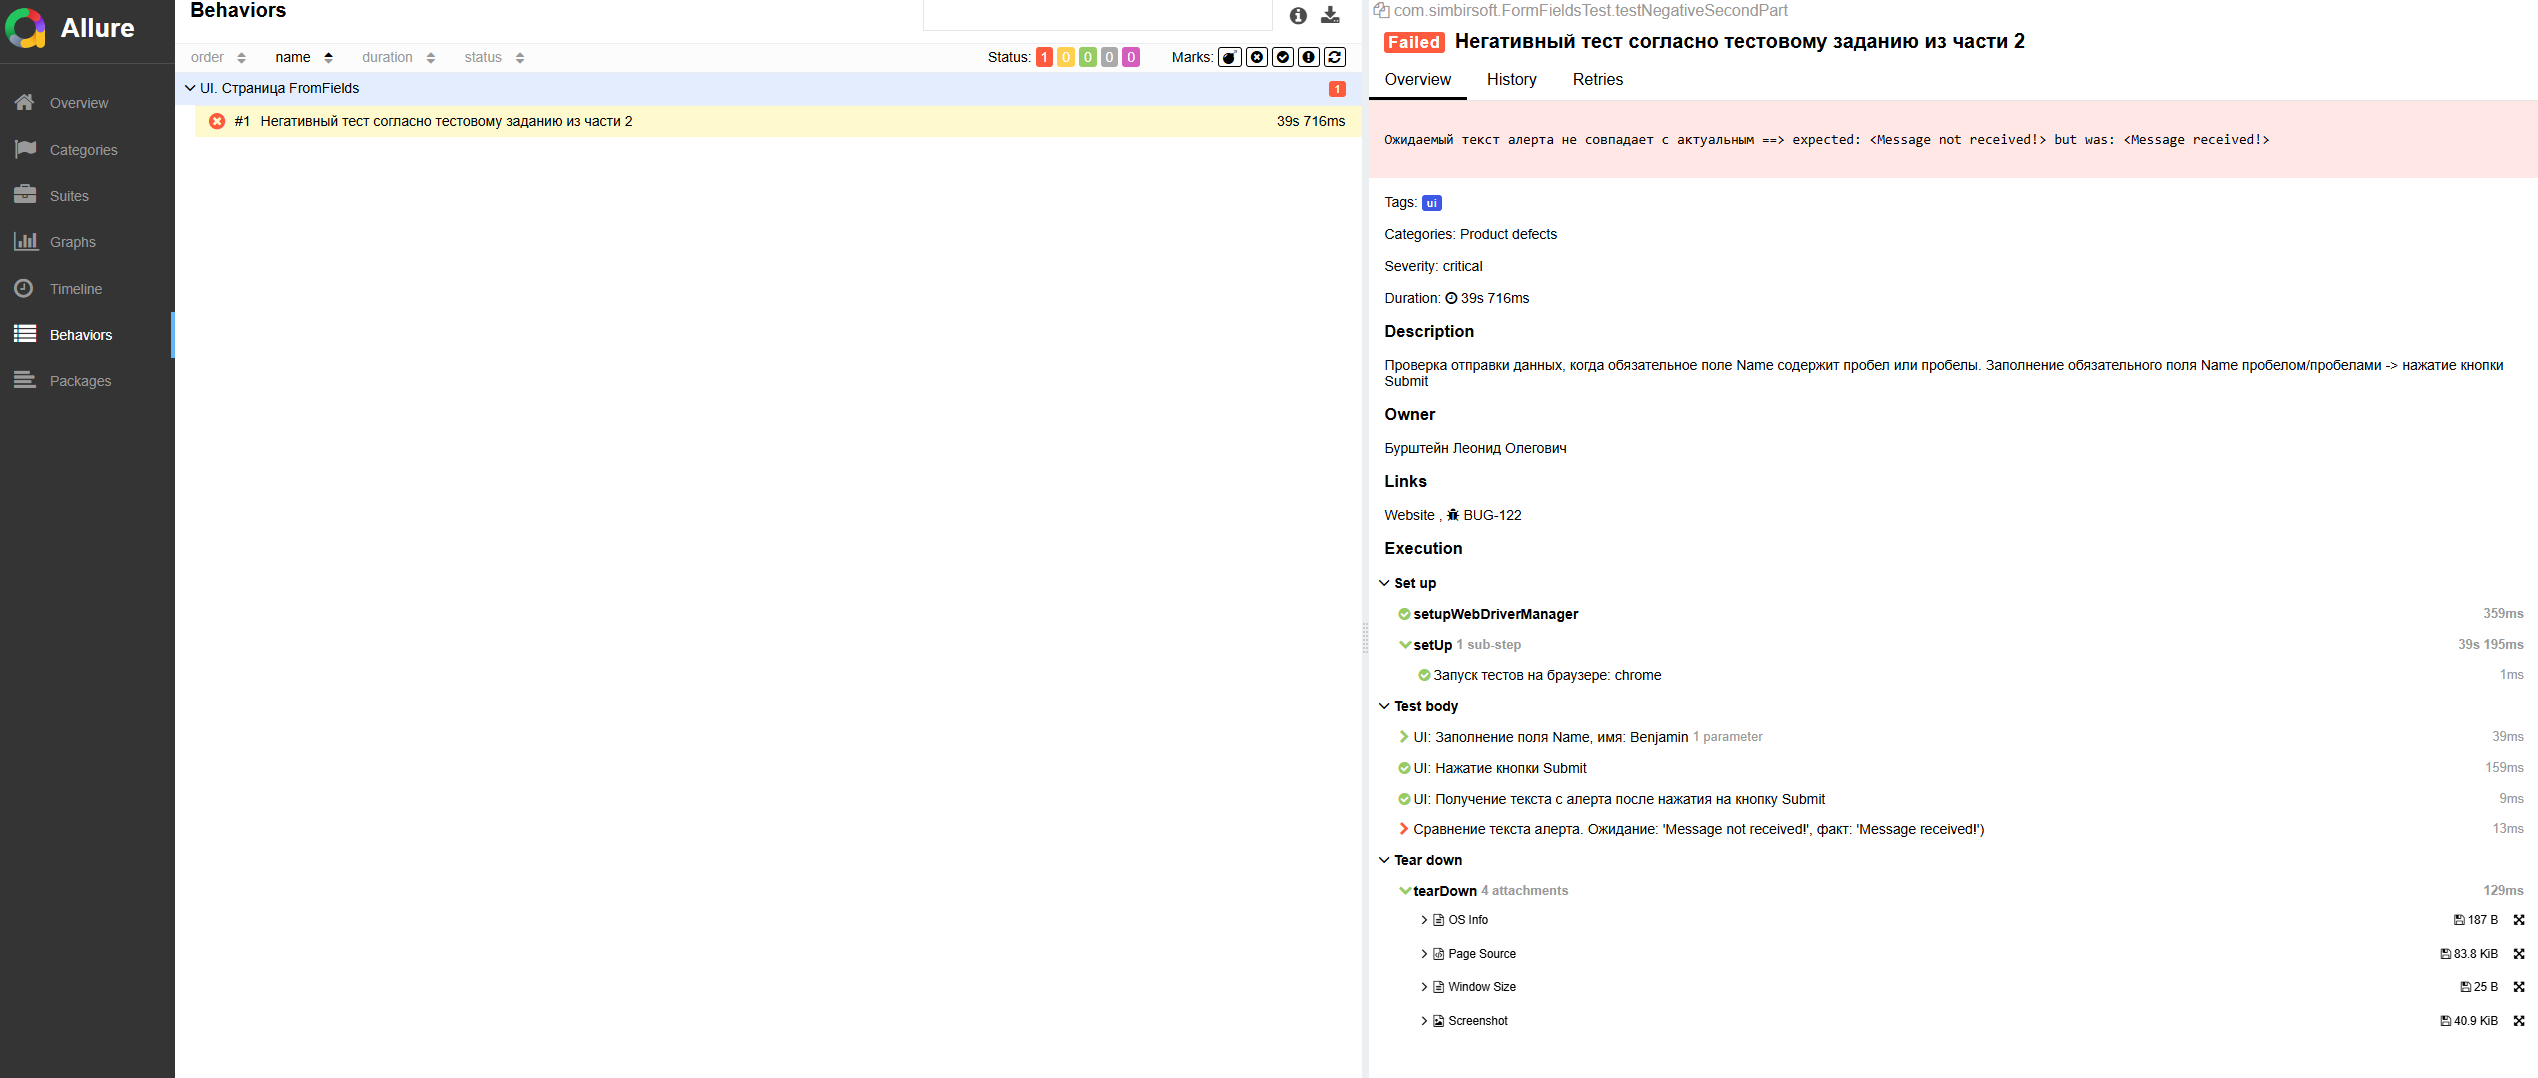 Allure
Overview
Categories
Suites
Graphs
Timeline
Behaviors
Packages
Behaviors
order name duration status Status: 1 0 0 0 0 Marks:
UI. Страница FromFields 1
#1 Негативный тест согласно тестовому заданию из части 2 39s 716ms
com.simbirsoft.FormFieldsTest.testNegativeSecondPart
Failed Негативный тест согласно тестовому заданию из части 2
Overview History Retries
Ожидаемый текст алерта не совпадает с актуальным ==> expected: <Message not received!> but was: <Message received!>
Tags: ui
Categories: Product defects
Severity: critical
Duration: 39s 716ms
Description
Проверка отправки данных, когда обязательное поле Name содержит пробел или пробелы. Заполнение обязательного поля Name пробелом/пробелами -> нажатие кнопки
Submit
Owner
Бурштейн Леонид Олегович
Links
Website , BUG-122
Execution
Set up
setupWebDriverManager 359ms
setUp 1 sub-step 39s 195ms
Запуск тестов на браузере: chrome 1ms
Test body
UI: Заполнение поля Name, имя: Benjamin 1 parameter 39ms
UI: Нажатие кнопки Submit 159ms
UI: Получение текста с алерта после нажатия на кнопку Submit 9ms
Сравнение текста алерта. Ожидание: 'Message not received!', факт: 'Message received!') 13ms
Tear down
tearDown 4 attachments 129ms
OS Info 187 B
Page Source 83.8 KiB
Window Size 25 B
Screenshot 40.9 KiB